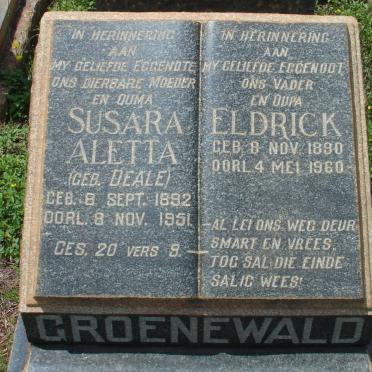 IN HERINNERING
AAN
MY GELIEFDE EGGENOTE
ONS DIERBARE MOEDER
EN OUMA
SUSARA
ALETTA
(GEB. DEALE)
GEB. 8. SEPT. 1892
OORL. 8. NOV. 1951.
GES. 20 VERS 9.
IN HERINNERING
AAN
MY GELIEFDE EGGENOOT
ONS VADER
EN OUPA
ELDRICK
GEB. 9 NOV. 1890
OORL. 4 MEI. 1960.
AL LEI ONS WEG DEUR
SMART EN VREES,
TOG SAL DIE EINDE
SALIG WEES!
GROENEWALD